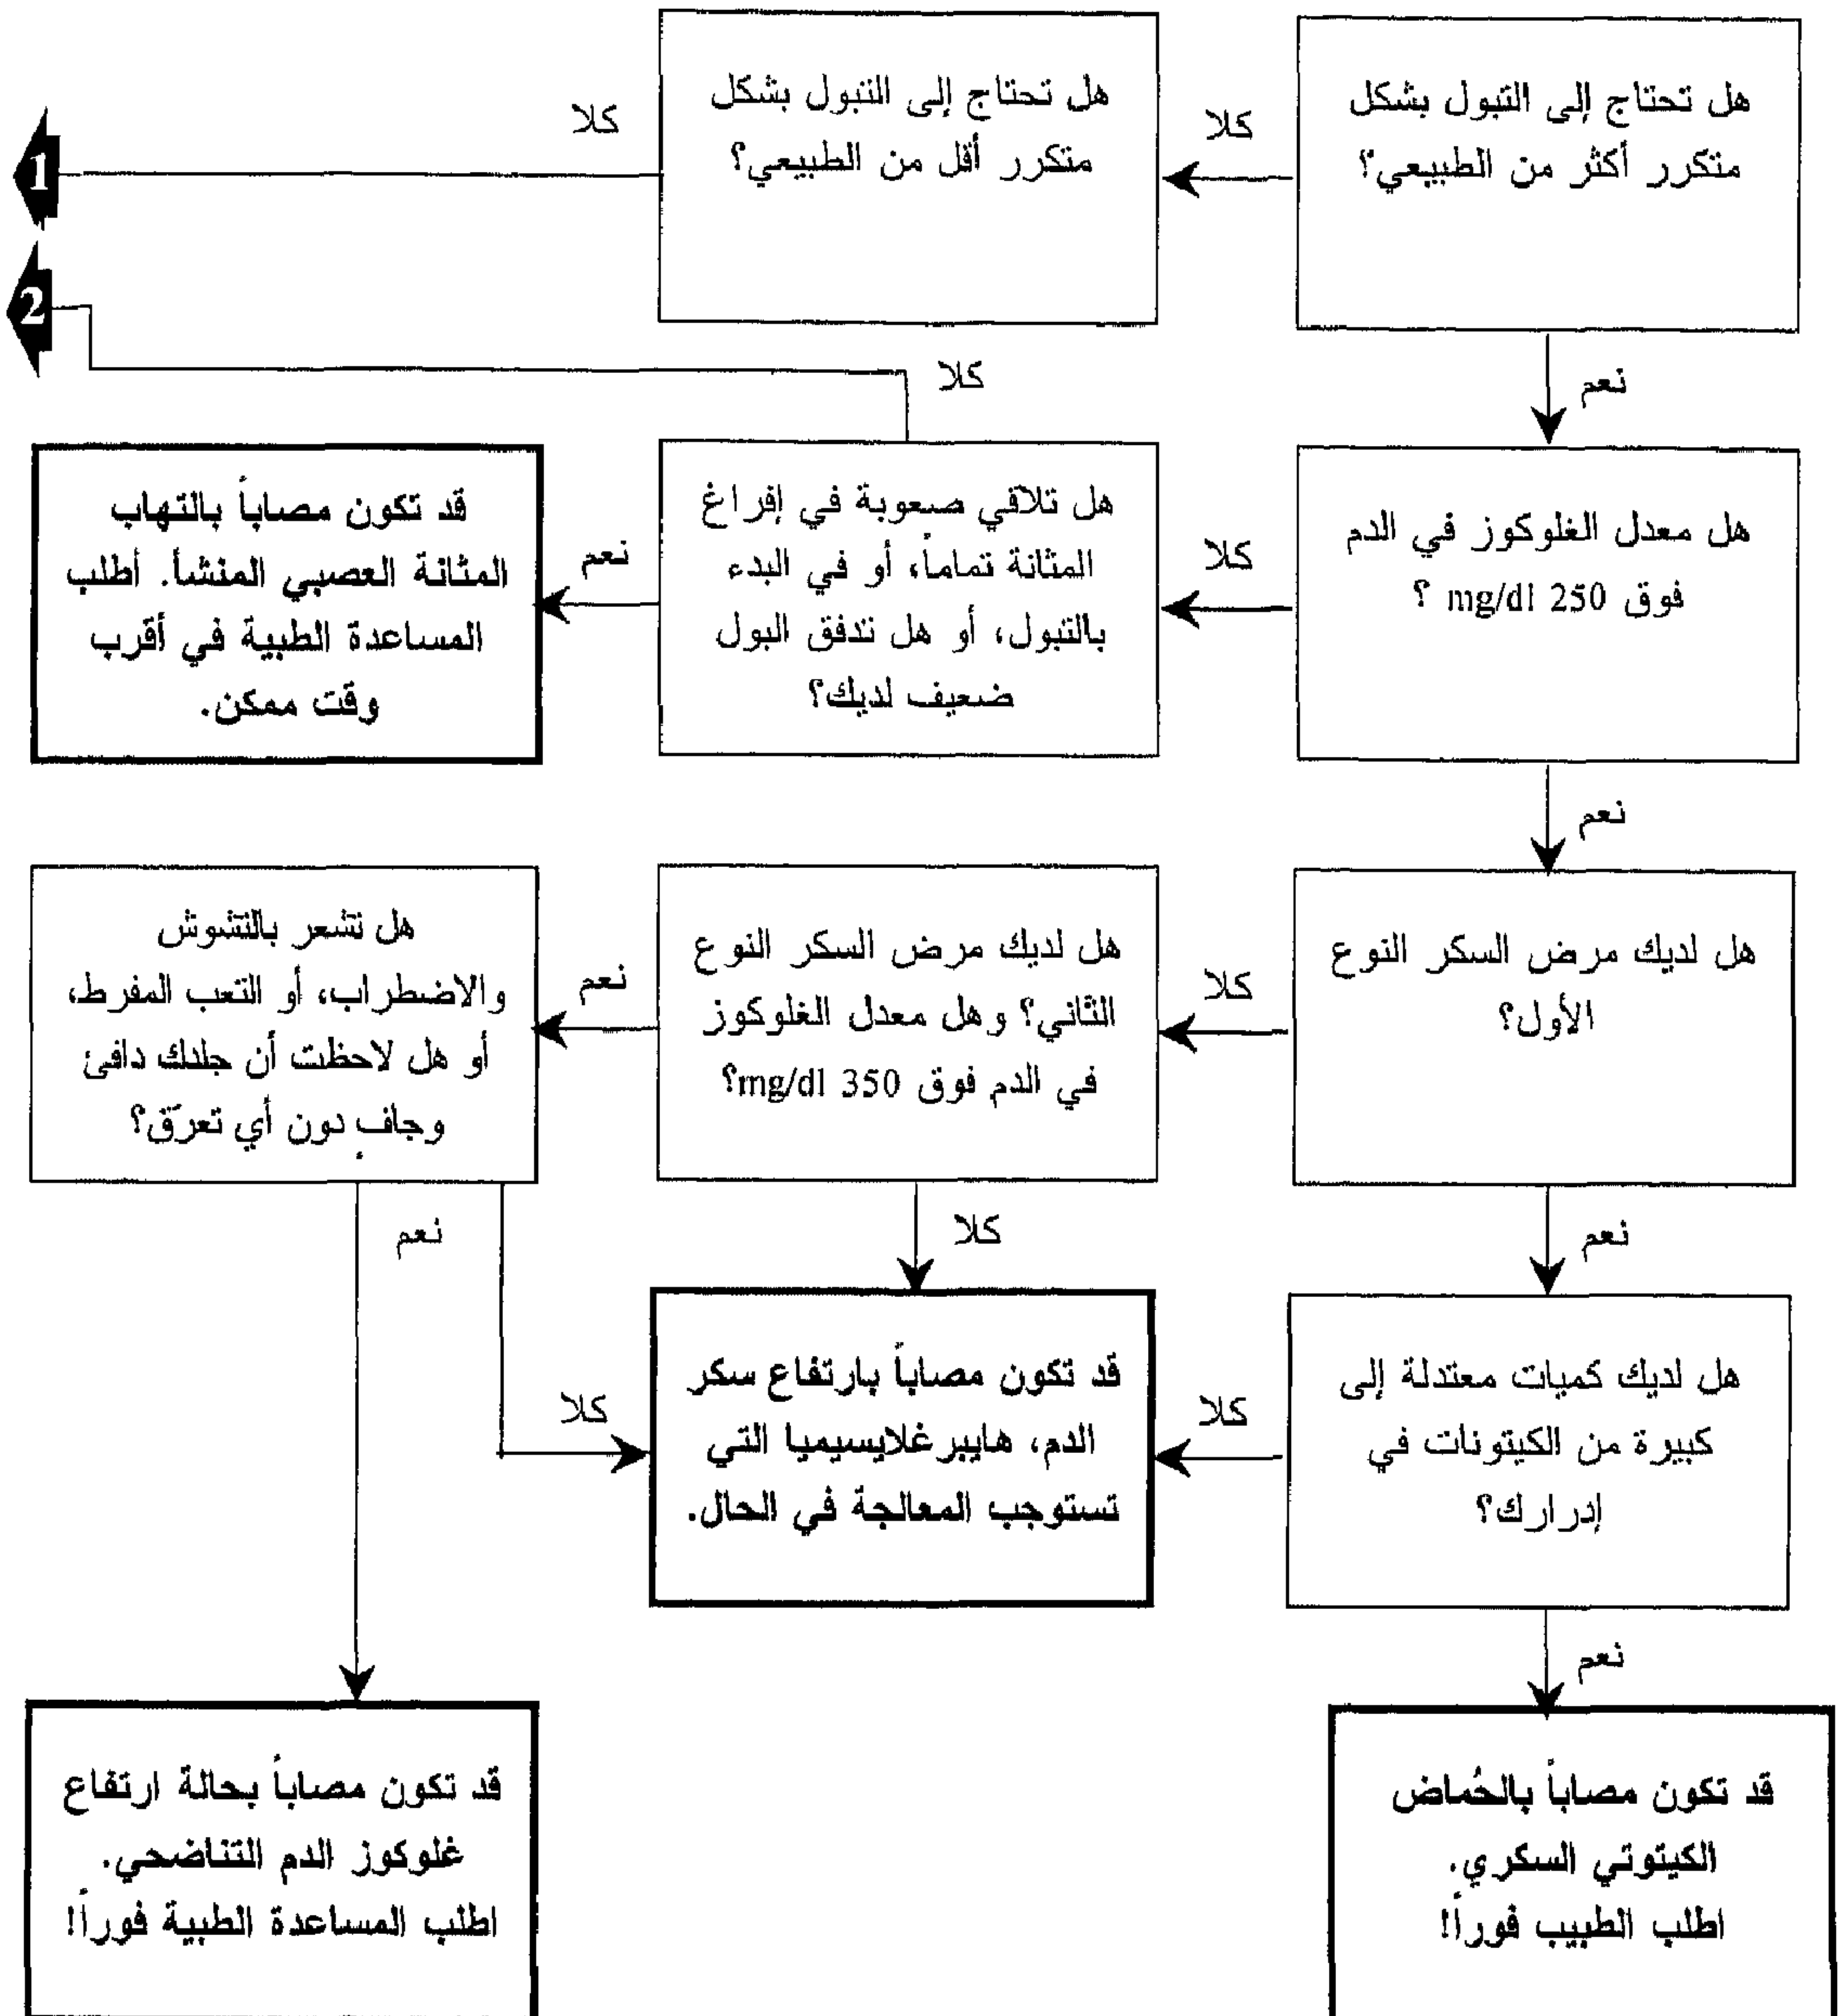 هل تحتاج إلى التبول بشكل
متكرر أكثر من الطبيعي؟
كلا
هل تحتاج إلى التبول بشكل
متكرر أقل من الطبيعي؟
كلا
1
2
نعم
كلا
هل معدل الغلوكوز في الدم
فوق 250 mg/dl ؟
كلا
هل تلاقي صعوبة في إفراغ
المثانة تماماً، أو في البدء
بالتبول، أو هل تدفق البول
ضعيف لديك؟
نعم
قد تكون مصاباً بالتهاب
المثانة العصبي المنشأ. أطلب
المساعدة الطبية في أقرب
وقت ممكن.
نعم
هل لديك مرض السكر النوع
الأول؟
كلا
هل لديك مرض السكر النوع
الثاني؟ وهل معدل الغلوكوز
في الدم فوق 350 mg/dl؟
نعم
هل تشعر بالتشوش
والاضطراب، أو التعب المفرط،
أو هل لاحظت أن جلدك دافئ
وجاف دون أي تعرّق؟
نعم
كلا
نعم
هل لديك كميات معتدلة إلى
كبيرة من الكيتونات في
إدرارك؟
كلا
قد تكون مصاباً بارتفاع سكر
الدم، هايبرغلايسيميا التي
تستوجب المعالجة في الحال.
كلا
نعم
قد تكون مصاباً بالحُماض
الكيتوتي السكري.
اطلب الطبيب فوراً!
قد تكون مصاباً بحالة ارتفاع
غلوكوز الدم التناضحي.
اطلب المساعدة الطبية فوراً!